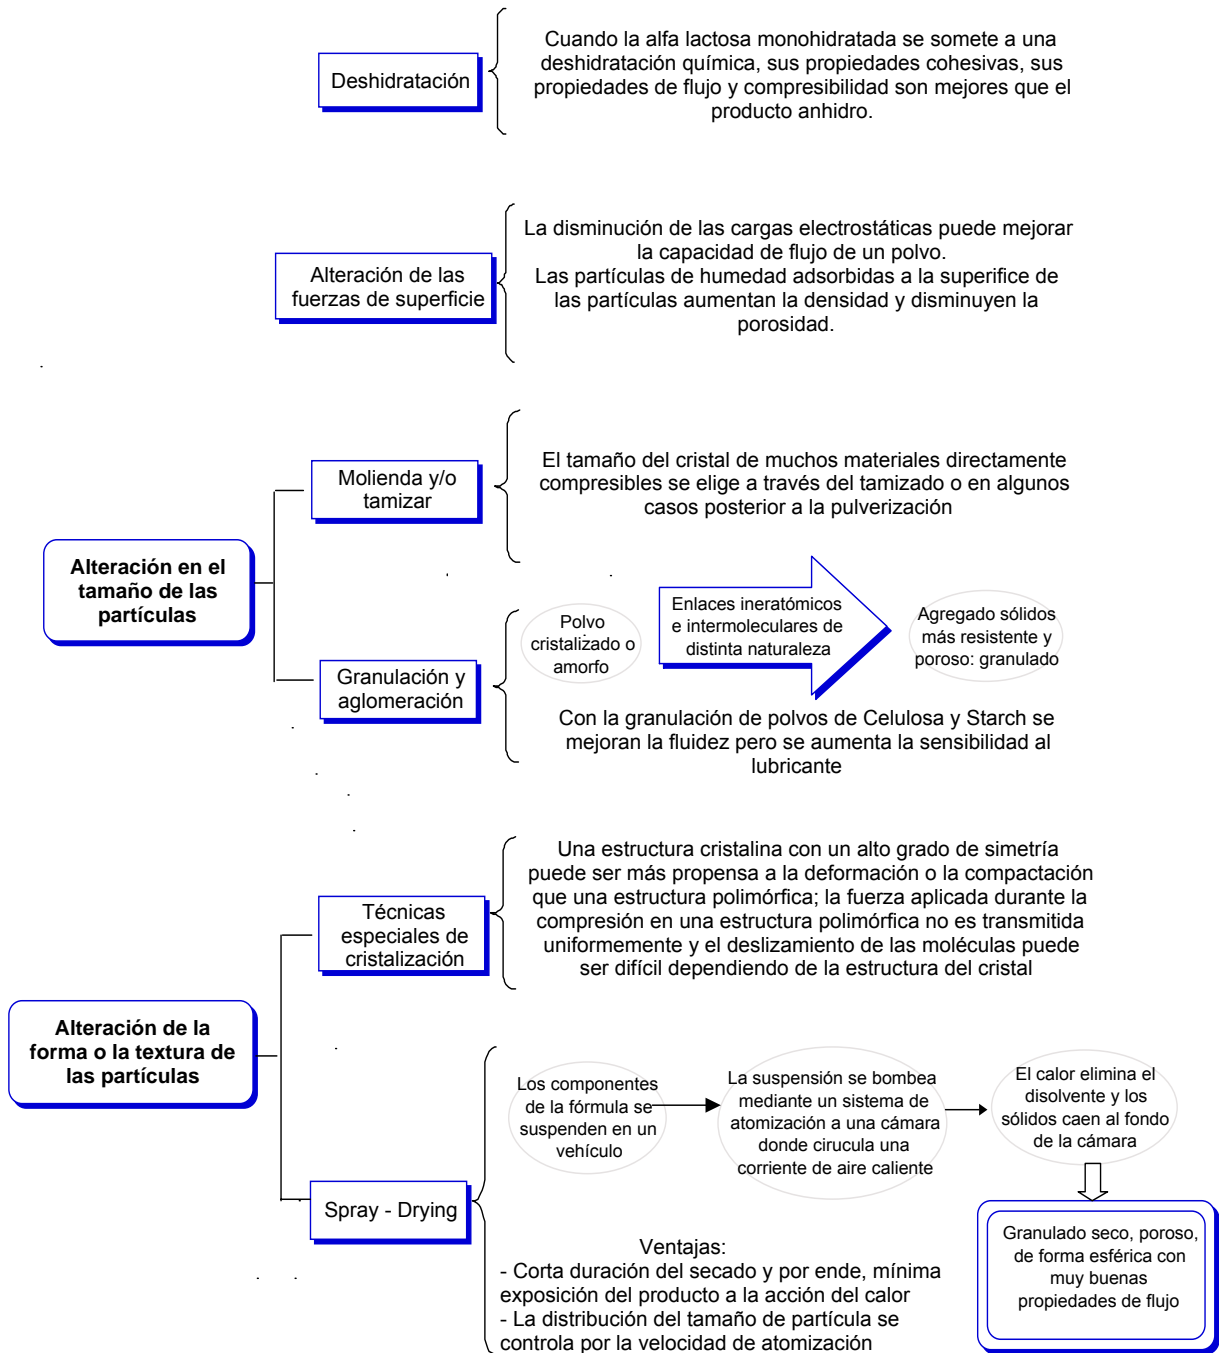 Deshidratación
Cuando la alfa lactosa monohidratada se somete a una
deshidratación química, sus propiedades cohesivas, sus
propiedades de flujo y compresibilidad son mejores que el
producto anhidro.
Alteración de las
fuerzas de superficie
La disminución de las cargas electrostáticas puede mejorar
la capacidad de flujo de un polvo.
Las partículas de humedad adsorbidas a la superifice de
las partículas aumentan la densidad y disminuyen la
porosidad.
Alteración en el
tamaño de las
partículas
Molienda y/o
tamizar
El tamaño del cristal de muchos materiales directamente
compresibles se elige a través del tamizado o en algunos
casos posterior a la pulverización
Granulación y
aglomeración
Polvo
cristalizado o
amorfo
Enlaces ineratómicos
e intermoleculares de
distinta naturaleza
Agregado sólidos
más resistente y
poroso: granulado
Con la granulación de polvos de Celulosa y Starch se
mejoran la fluidez pero se aumenta la sensibilidad al
lubricante
Alteración de la
forma o la textura de
las partículas
Técnicas
especiales de
cristalización
Una estructura cristalina con un alto grado de simetría
puede ser más propensa a la deformación o la compactación
que una estructura polimórfica; la fuerza aplicada durante la
compresión en una estructura polimórfica no es transmitida
uniformemente y el deslizamiento de las moléculas puede
ser difícil dependiendo de la estructura del cristal
Spray - Drying
Los componentes
de la fórmula se
suspenden en un
vehículo
La suspensión se bombea
mediante un sistema de
atomización a una cámara
donde cirucula una
corriente de aire caliente
El calor elimina el
disolvente y los
sólidos caen al fondo
de la cámara
Granulado seco, poroso,
de forma esférica con
muy buenas
propiedades de flujo
Ventajas:
- Corta duración del secado y por ende, mínima
exposición del producto a la acción del calor
- La distribución del tamaño de partícula se
controla por la velocidad de atomización